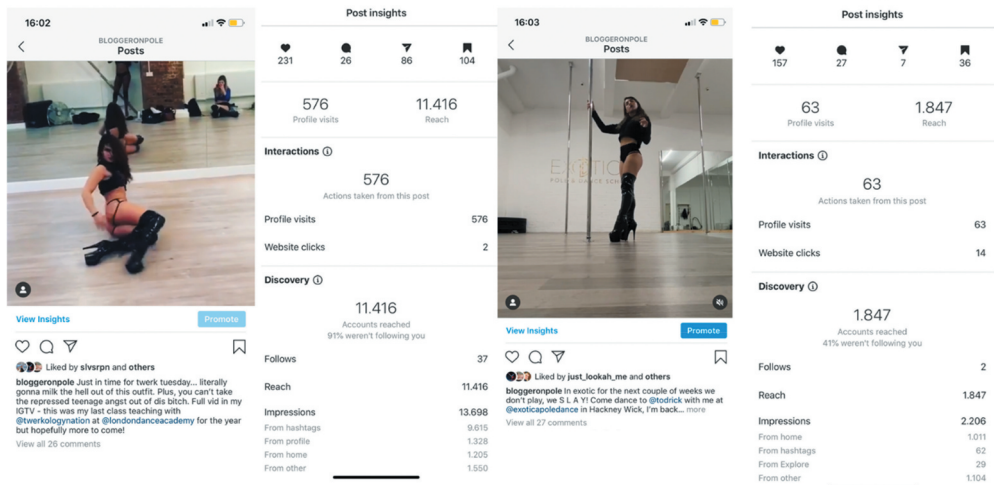 16:02
BLOGGERONPOLE
Posts
View Insights
Promote
Liked by slvsrpn and others
bloggeronpole Just in time for twerk tuesday... literally
gonna milk the hell out of this outfit. Plus, you can't take
the repressed teenage angst out of dis bitch. Full vid in my
IGTV - this was my last class teaching with
@twerkologynation at @londondanceacademy for the year
but hopefully more to come!
View all 26 comments
Post insights
231 26 86 104
576 11.416
Profile visits Reach
Interactions
576
Actions taken from this post
Profile visits 576
Website clicks 2
Discovery
11.416
Accounts reached
91% weren't following you
Follows 37
Reach 11.416
Impressions 13.698
From hashtags 9.615
From profile 1.328
From home 1.205
From other 1.550
16:03
BLOGGERONPOLE
Posts
EXOTIC
POLE & DANCE SCH
View Insights
Promote
Liked by just_lookah_me and others
bloggeronpole In exotic for the next couple of weeks we
don't play, we S L A Y! Come dance to @todrick with me at
@exoticapoledance in Hackney Wick, I'm back... more
View all 27 comments
Post insights
157 27 7 36
63 1.847
Profile visits Reach
Interactions
63
Actions taken from this post
Profile visits 63
Website clicks 14
Discovery
1.847
Accounts reached
41% weren't following you
Follows 2
Reach 1.847
Impressions 2.206
From home 1.011
From hashtags 62
From Explore 29
From other 1.104